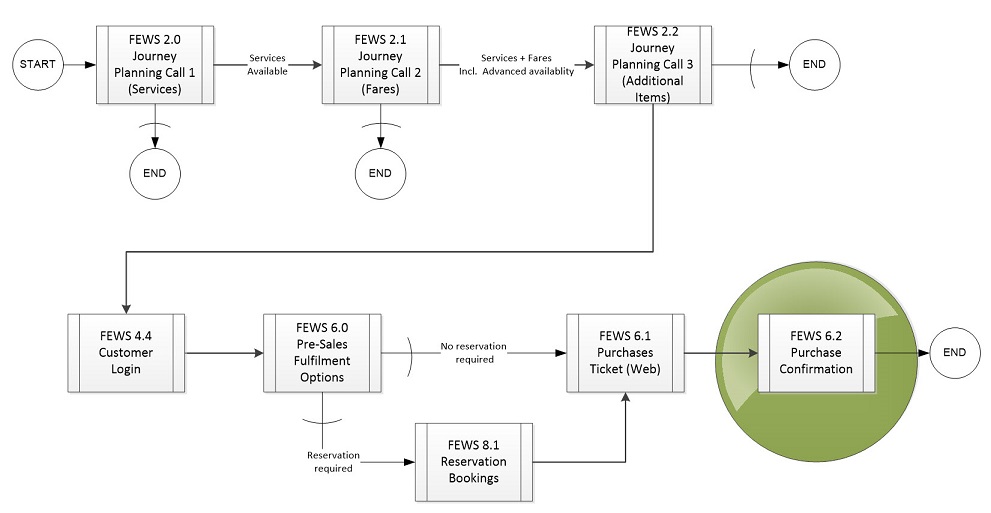 START
FEWS 2.0
Journey
Planning Call 1
(Services)
Services
Available
FEWS 2.1
Journey
Planning Call 2
(Fares)
Services + Fares
Incl.  Advanced availablity
FEWS 2.2
Journey
Planning Call 3
(Additional
Items)
END
END
END
FEWS 4.4
Customer
Login
FEWS 6.0
Pre-Sales
Fulfilment
Options
No reservation
required
FEWS 6.1
Purchases
Ticket (Web)
FEWS 6.2
Purchase
Confirmation
END
Reservation
required
FEWS 8.1
Reservation
Bookings